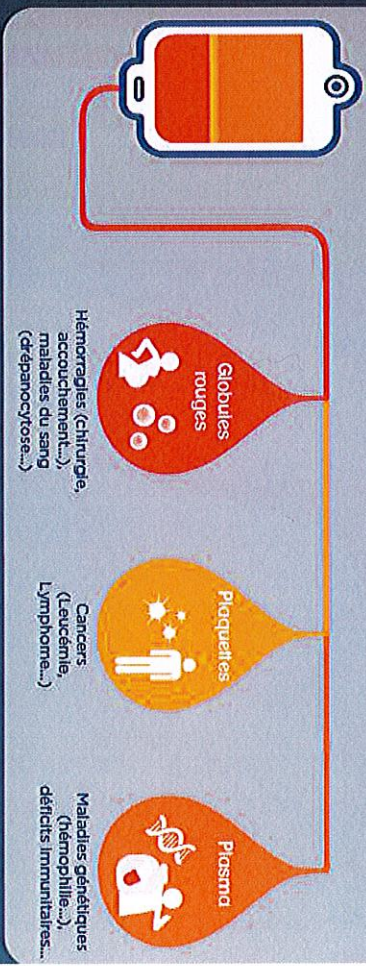 Globules
rouges
Hémorragies (chirurgie,
accouchement...),
maladies du sang
(drépanocytose...)
Plaquettes
Cancers
(Leucémie,
Lymphome...)
Plasma
Maladies génétiques
(hémophilie...),
déficits immunitaires...